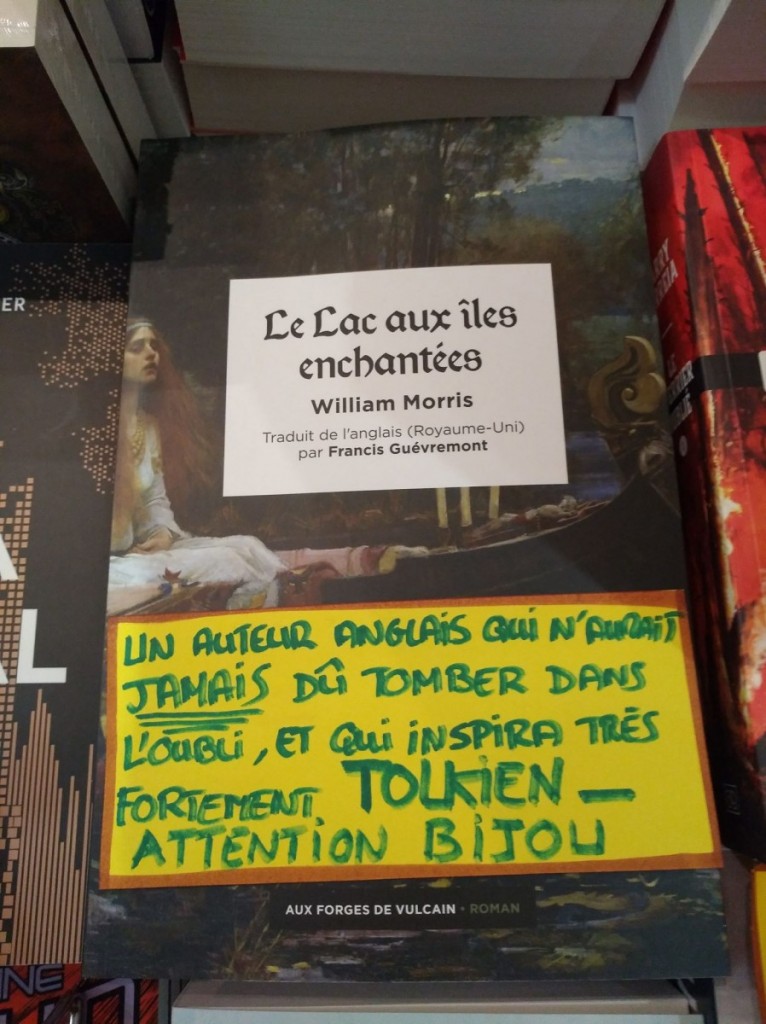 Le Lac aux îles
enchantées
William Morris
Traduit de l'anglais (Royaume-Uni)
par Francis Guévremont
UN AUTEUR ANGLAIS QUI N'AURAIT
JAMAIS DÛ TOMBER DANS
L'OUBLI, ET QUI INSPIRA TRÈS
FORTEMENT TOLKIEN _
ATTENTION BIJOU
AUX FORGES DE VULCAIN • ROMAN
ER
A
AL